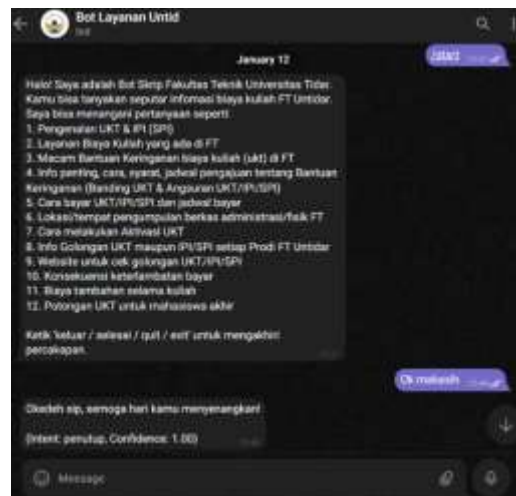 Bot Layanan Untid
bot
January 12
/start
Halo! Saya adalah Bot Skrip Fakultas Teknik Universitas Tidar.
Kamu bisa tanyakan seputar infomasi biaya kuliah FT Untidar.
Saya bisa menangani pertanyaan seperti
1. Pengenalan UKT & IPI (SPI)
2. Layanan Biaya Kuliah yang ada di FT
3. Macam Bantuan Keringanan biaya kuliah (ukt) di FT
4. Info penting, cara, syarat, jadwal pengajuan tentang Bantuan
Keringanan (Banding UKT & Angsuran UKT/IPI/SPI)
5. Cara bayar UKT/IPI/SPI dan jadwal bayar
6. Lokasi/tempat pengumpulan berkas administrasi/fisik FT
7. Cara melakukan Aktivasi UKT
8. Info Golongan UKT maupun IPI/SPI setiap Prodi FT Untidar
9. Website untuk cek golongan UKT/IPI/SPI
10. Konsekuensi keterlambatan bayar
11. Biaya tambahan selama kuliah
12. Potongan UKT untuk mahasiswa akhir
Ketik 'keluar / selesai / quit / exit' untuk mengakhiri
percakapan.
Ok makasih
Okedeh sip, semoga hari kamu menyenangkan!
(Intent: penutup, Confidence: 1.00)
Message